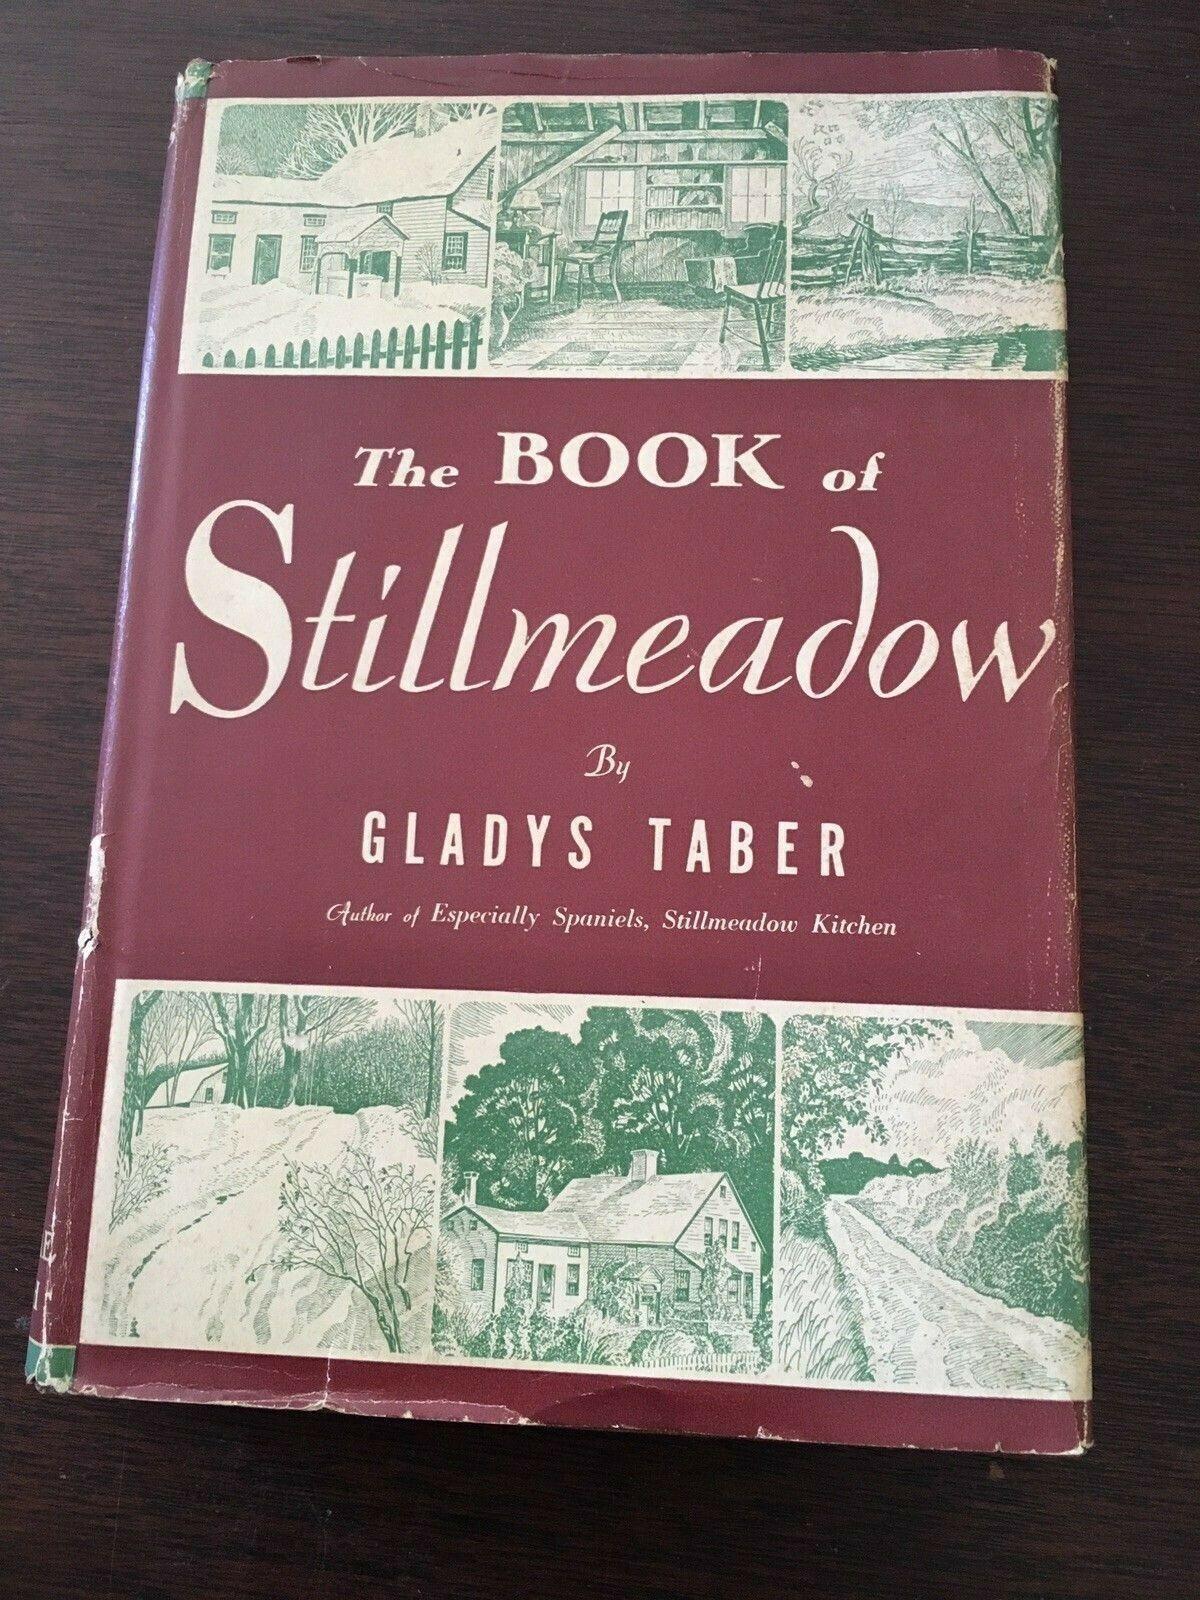 The BOOK of
Stillmeadow
By
GLADYS TABER
Author of Especially Spaniels, Stillmeadow Kitchen